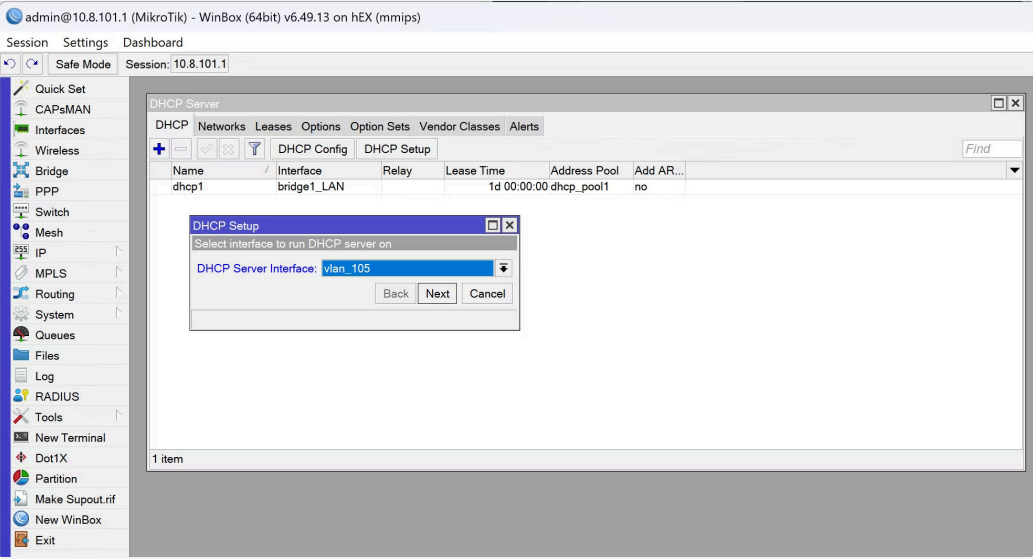 admin@10.8.101.1 (MikroTik) - WinBox (64bit) v6.49.13 on hEX (mmips)
Session Settings Dashboard
Safe Mode Session: 10.8.101.1
Quick Set
CAPsMAN
Interfaces
Wireless
Bridge
PPP
Switch
Mesh
255 IP
MPLS
Routing
System
Queues
Files
Log
RADIUS
Tools
New Terminal
Dot1X
Partition
Make Supout.rif
New WinBox
Exit
DHCP Server
DHCP Networks Leases Options Option Sets Vendor Classes Alerts
DHCP Config DHCP Setup Find
Name / Interface Relay Lease Time Address Pool Add AR...
dhcp1 bridge1_LAN 1d 00:00:00 dhcp_pool1 no
DHCP Setup
Select interface to run DHCP server on
DHCP Server Interface: vlan_105
Back Next Cancel
1 item